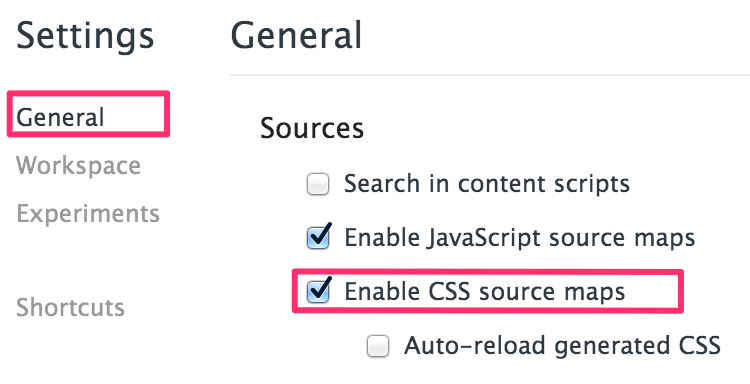 Settings
General
Workspace
Experiments
Shortcuts
General
Sources
Search in content scripts
Enable JavaScript source maps
Enable CSS source maps
Auto-reload generated CSS